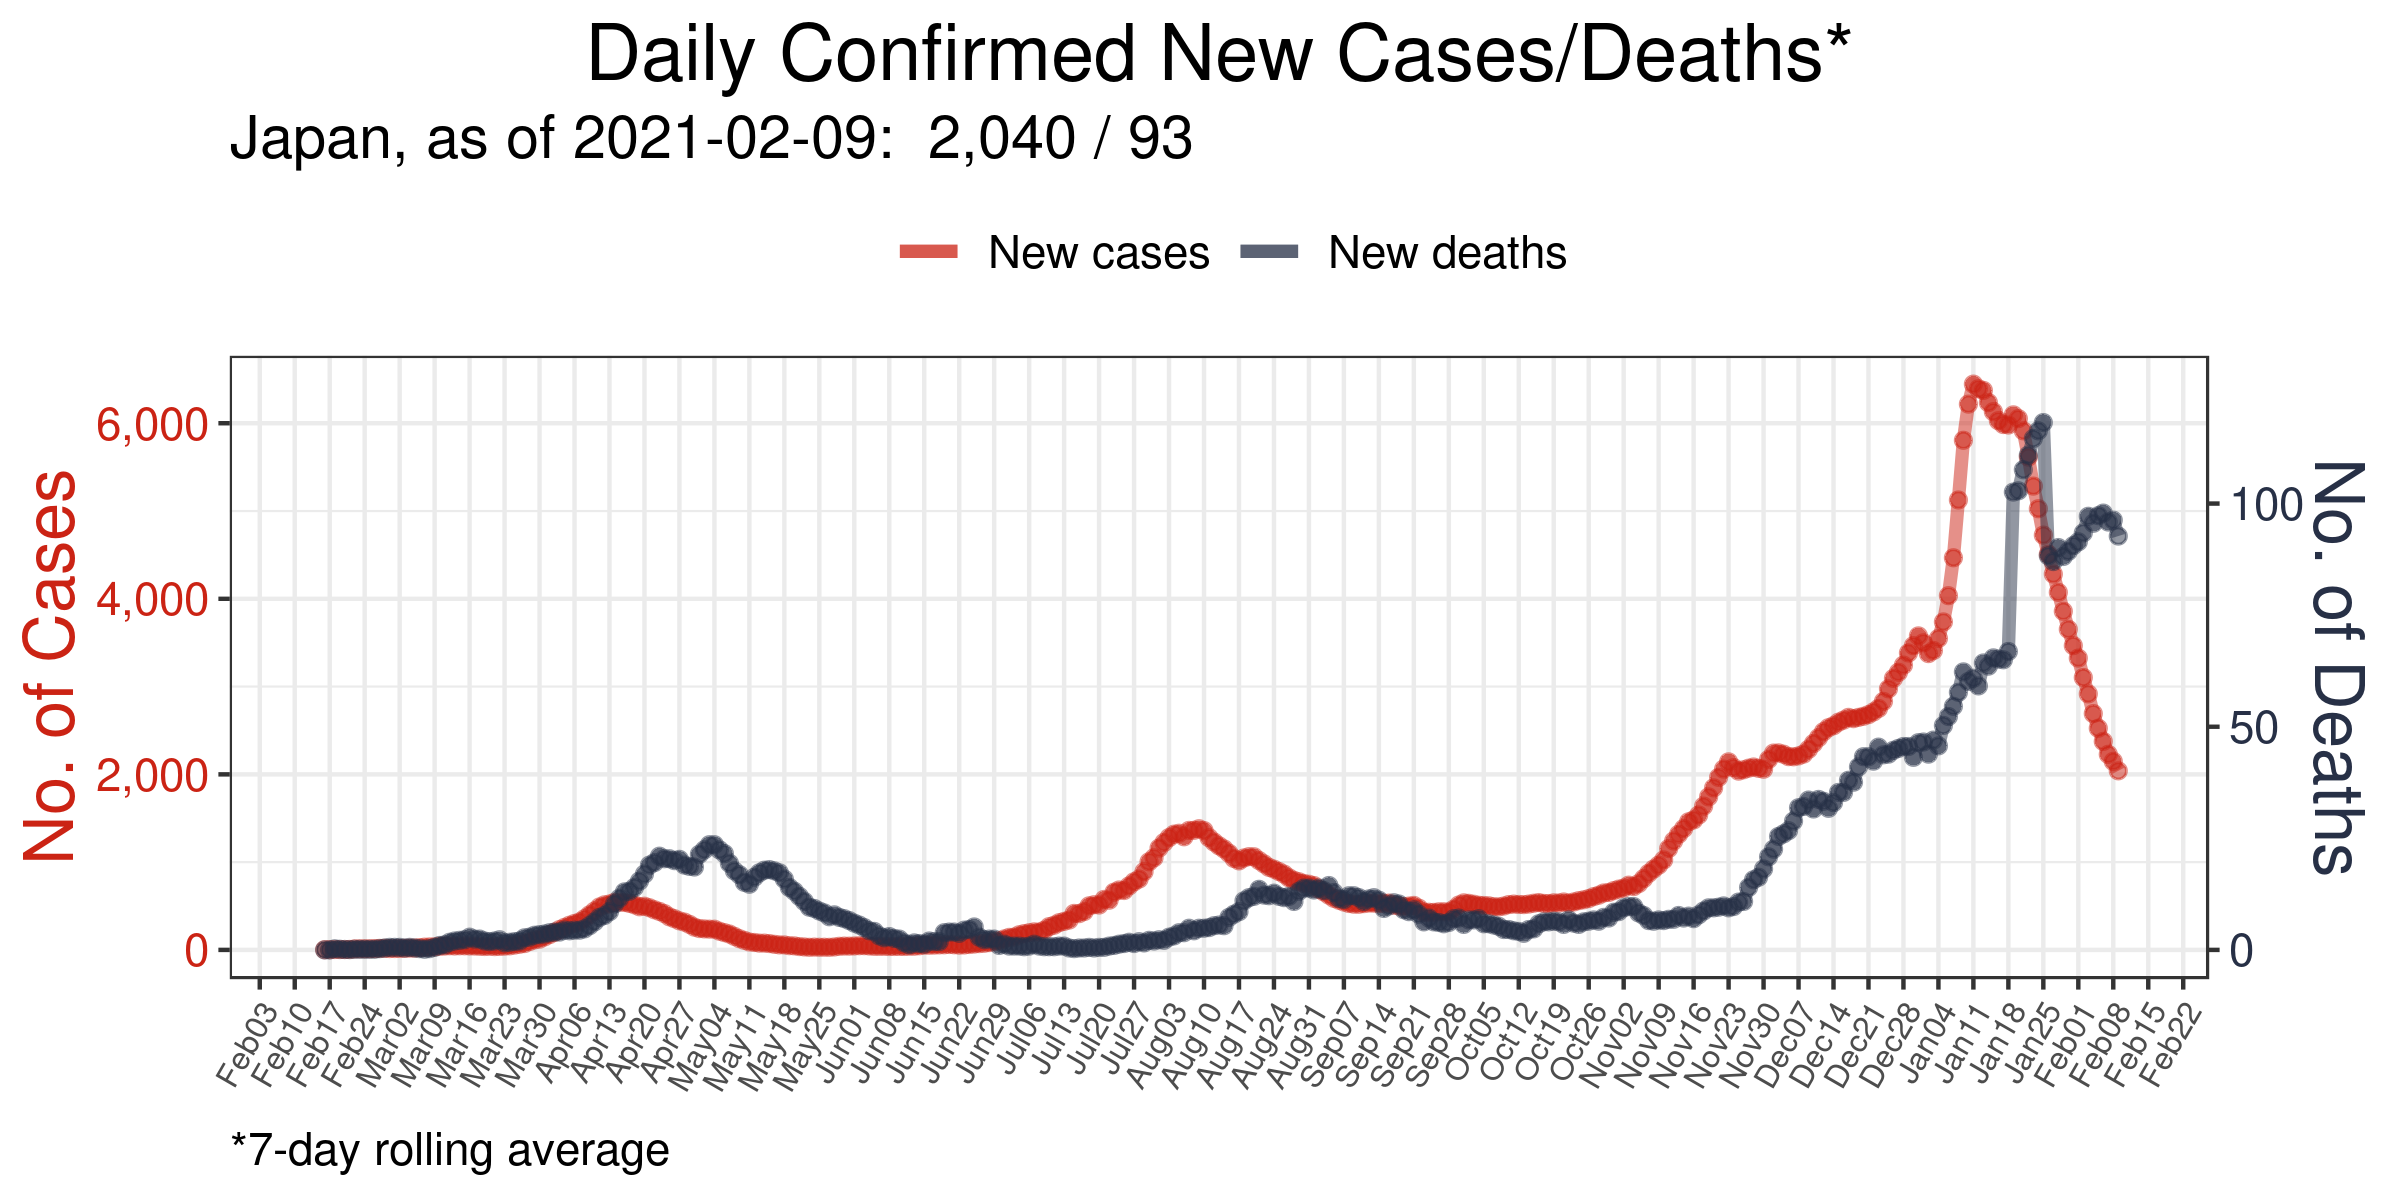 Daily Confirmed New Cases/Deaths*
Japan, as of 2021-02-09:  2,040 / 93
New cases
New deaths
No. of Cases
6,000
4,000
2,000
0
No. of Deaths
100
50
0
Feb03
Feb10
Feb17
Feb24
Mar02
Mar09
Mar16
Mar23
Mar30
Apr06
Apr13
Apr20
Apr27
May04
May11
May18
May25
Jun01
Jun08
Jun15
Jun22
Jun29
Jul06
Jul13
Jul20
Jul27
Aug03
Aug10
Aug17
Aug24
Aug31
Sep07
Sep14
Sep21
Sep28
Oct05
Oct12
Oct19
Oct26
Nov02
Nov09
Nov16
Nov23
Nov30
Dec07
Dec14
Dec21
Dec28
Jan04
Jan11
Jan18
Jan25
Feb01
Feb08
Feb15
Feb22
*7-day rolling average